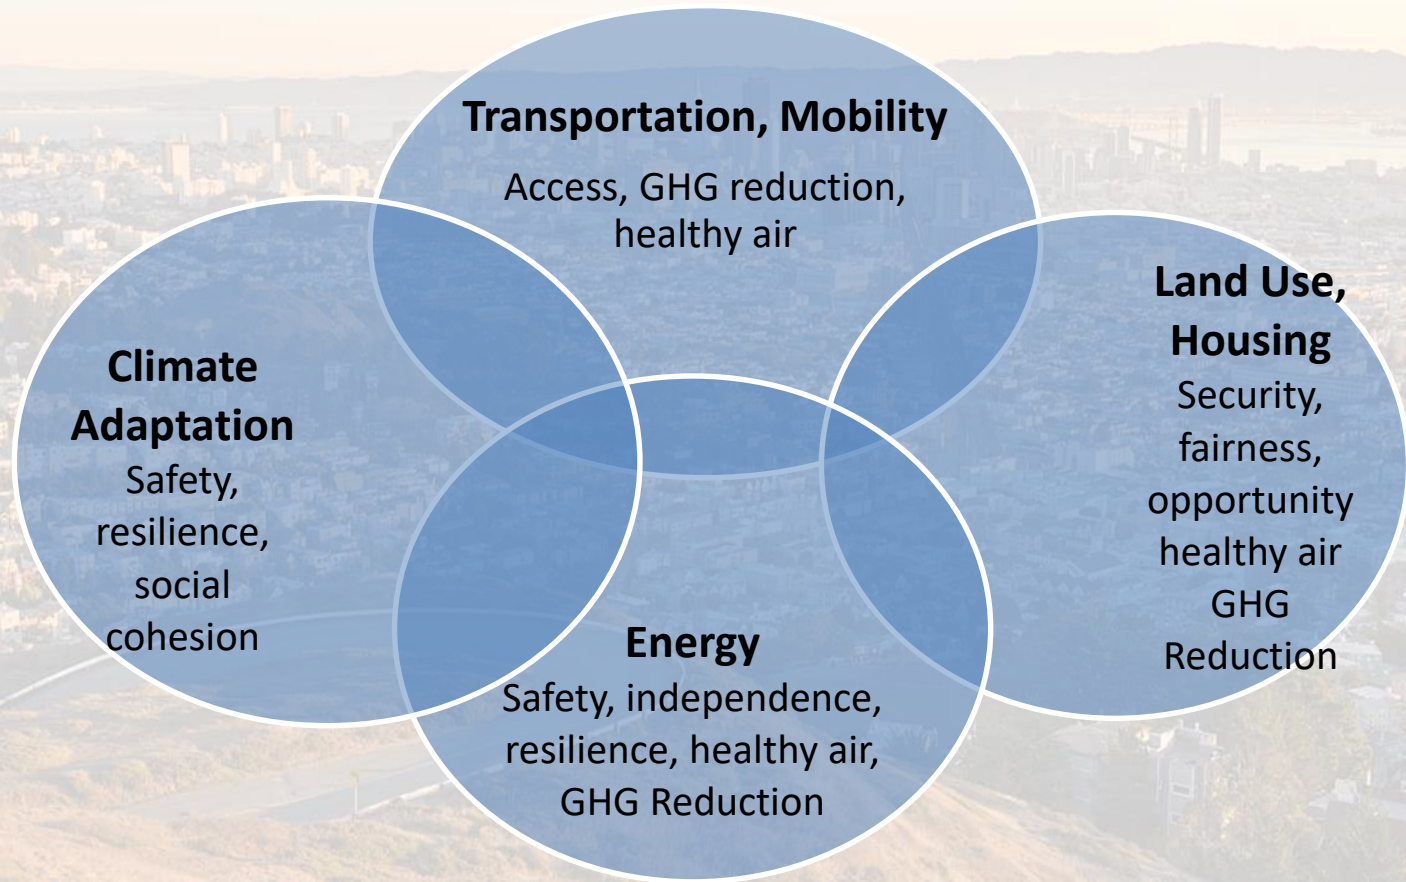 Transportation, Mobility
Access, GHG reduction,
healthy air
Climate
Adaptation
Safety,
resilience,
social
cohesion
Land Use,
Housing
Security,
fairness,
opportunity
healthy air
GHG
Reduction
Energy
Safety, independence,
resilience, healthy air,
GHG Reduction